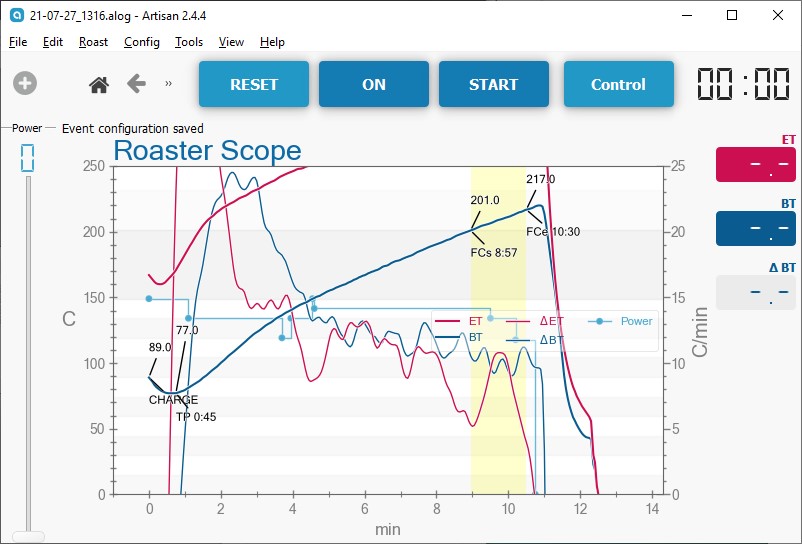 21-07-27_1316.alog - Artisan 2.4.4
File Edit Roast Config Tools View Help
RESET ON START Control 00:00
Power Event configuration saved
0
Roaster Scope
ET
-.-
BT
-.-
Δ BT
-.-
250 25
200 20
150 15
100 10
50 5
0 0
C
C/min
217.0
201.0
FCe 10:30
FCs 8:57
ET ΔET Power
BT ΔBT
77.0
89.0
CHARGE
TP 0:45
0 2 4 6 8 10 12 14
min